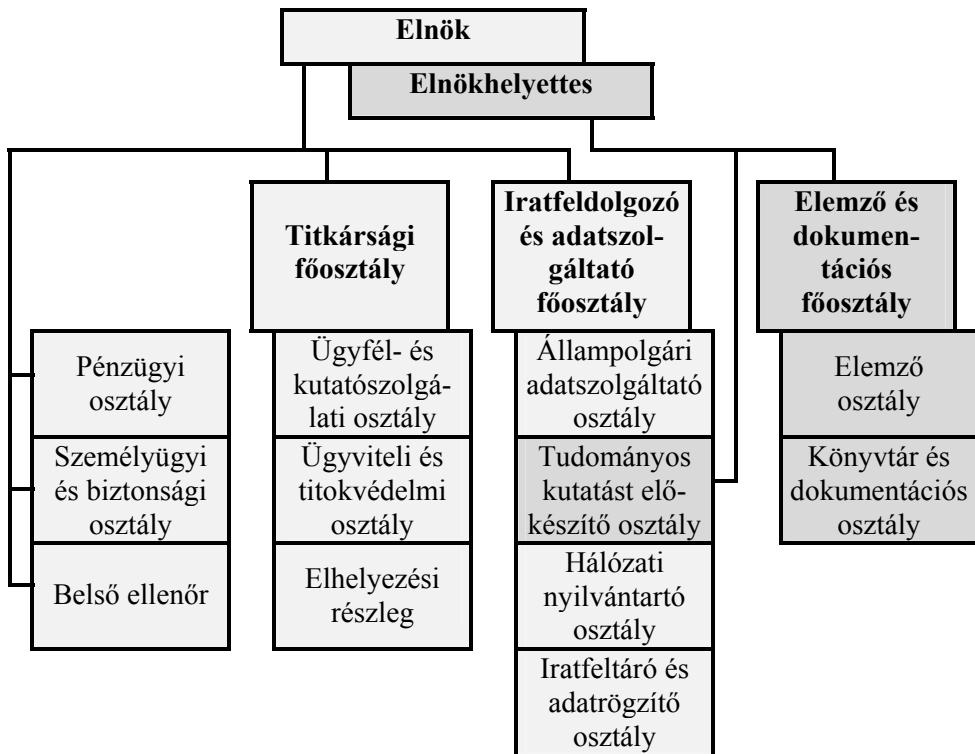 Elnök
Elnökhelyettes
Titkársági
főosztály
Iratfeldolgozó
és adatszol-
gáltató
főosztály
Elemző és
dokumen-
tációs
főosztály
Pénzügyi
osztály
Személyügyi
és biztonsági
osztály
Belső ellenőr
Ügyfél- és
kutatószolgá-
lati osztály
Ügyviteli és
titokvédelmi
osztály
Elhelyezési
részleg
Állampolgári
adatszolgáltató
osztály
Tudományos
kutatást elő-
készítő osztály
Hálózati
nyilvántartó
osztály
Iratfeltáró és
adatrögzítő
osztály
Elemző
osztály
Könyvtár és
dokumentációs
osztály